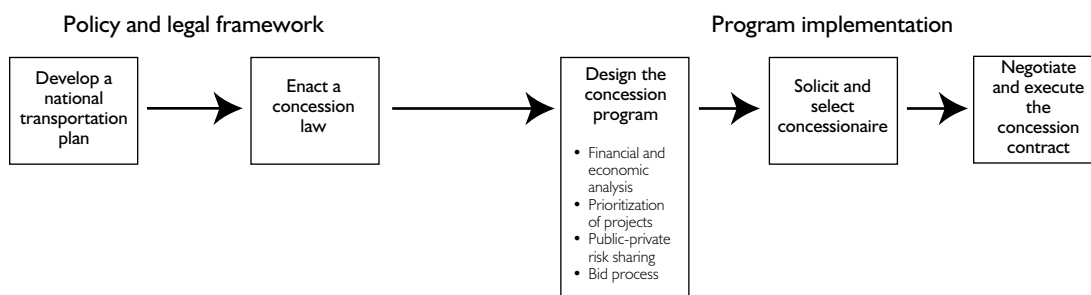 Policy and legal framework
Program implementation
Develop a
national
transportation
plan
Enact a
concession
law
Design the
concession
program
• Financial and
economic
analysis
• Prioritization
of projects
• Public-private
risk sharing
• Bid process
Solicit and
select
concessionaire
Negotiate
and execute
the
concession
contract